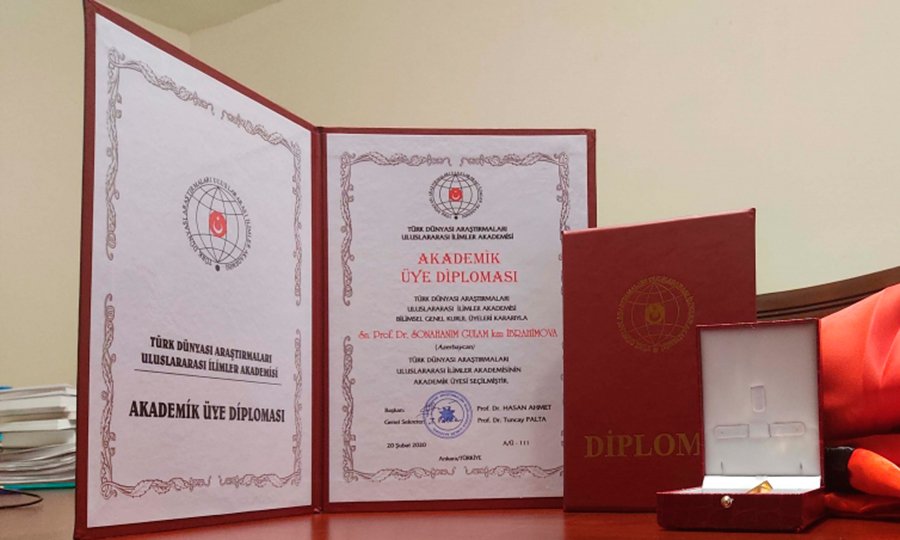 TÜRK DÜNYASI ARAŞTIRMALARI
ULUSLARARASI İLİMLER AKADEMİSİ
AKADEMİK ÜYE DİPLOMASI
TÜRK DÜNYASI ARAŞTIRMALARI
ULUSLARARASI İLİMLER AKADEMİSİ
AKADEMİK
ÜYE DİPLOMASI
TÜRK DÜNYASI ARAŞTIRMALARI
ULUSLARARASI İLİMLER AKADEMİSİ
BİLİMSEL GENEL KURUL ÜYELERİ KARARIYLA
Sn. Prof. Dr. SONAHANIM GULAM kızı IBRAHIMOVA
(Azerbaycan)
TÜRK DÜNYASI ARAŞTIRMALARI
ULUSLARARASI İLİMLER AKADEMİSİNİN
AKADEMİK ÜYESİ SEÇİLMİŞTİR.
Başkan Prof. Dr. HASAN AHMET
Genel Sekreter Prof. Dr. Tuncay PALTA
20 Şubat 2020 A/Ü - 111
Ankara/TÜRKİYE
DİPLOM